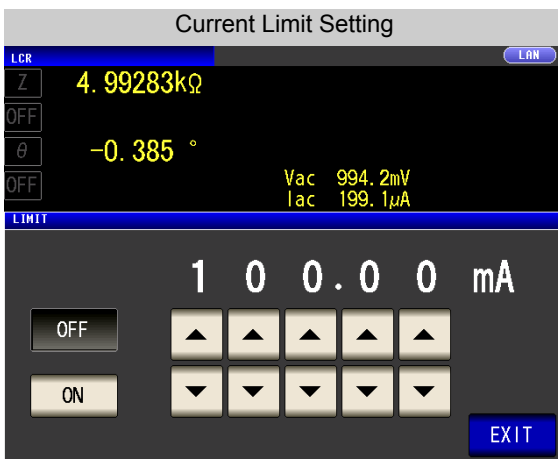 Current Limit Setting
LCR LAN
Z 4.99283kΩ
OFF
θ -0.385 °
OFF Vac 994.2mV
Iac 199.1μA
LIMIT
100.00 mA
OFF
ON
EXIT